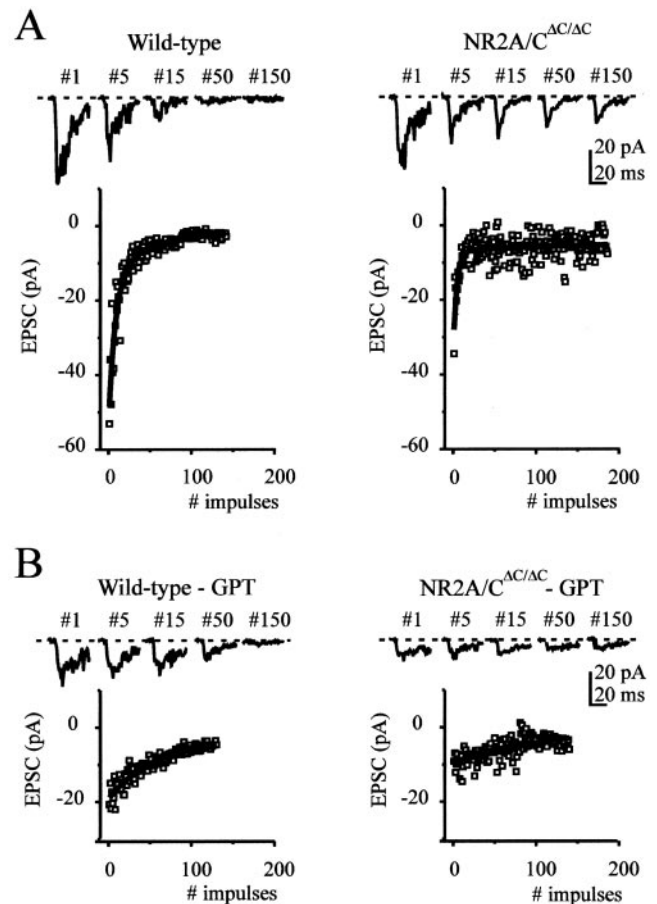 A
Wild-type
#1 #5 #15 #50 #150
NR2A/C^ΔC/ΔC
#1 #5 #15 #50 #150
20 pA
20 ms
0
-20
-40
-60
EPSC (pA)
0 100 200
# impulses
0
-20
-40
-60
EPSC (pA)
0 100 200
# impulses
B
Wild-type - GPT
#1 #5 #15 #50 #150
NR2A/C^ΔC/ΔC - GPT
#1 #5 #15 #50 #150
20 pA
20 ms
0
-20
EPSC (pA)
0 100 200
# impulses
0
-20
EPSC (pA)
0 100 200
# impulses